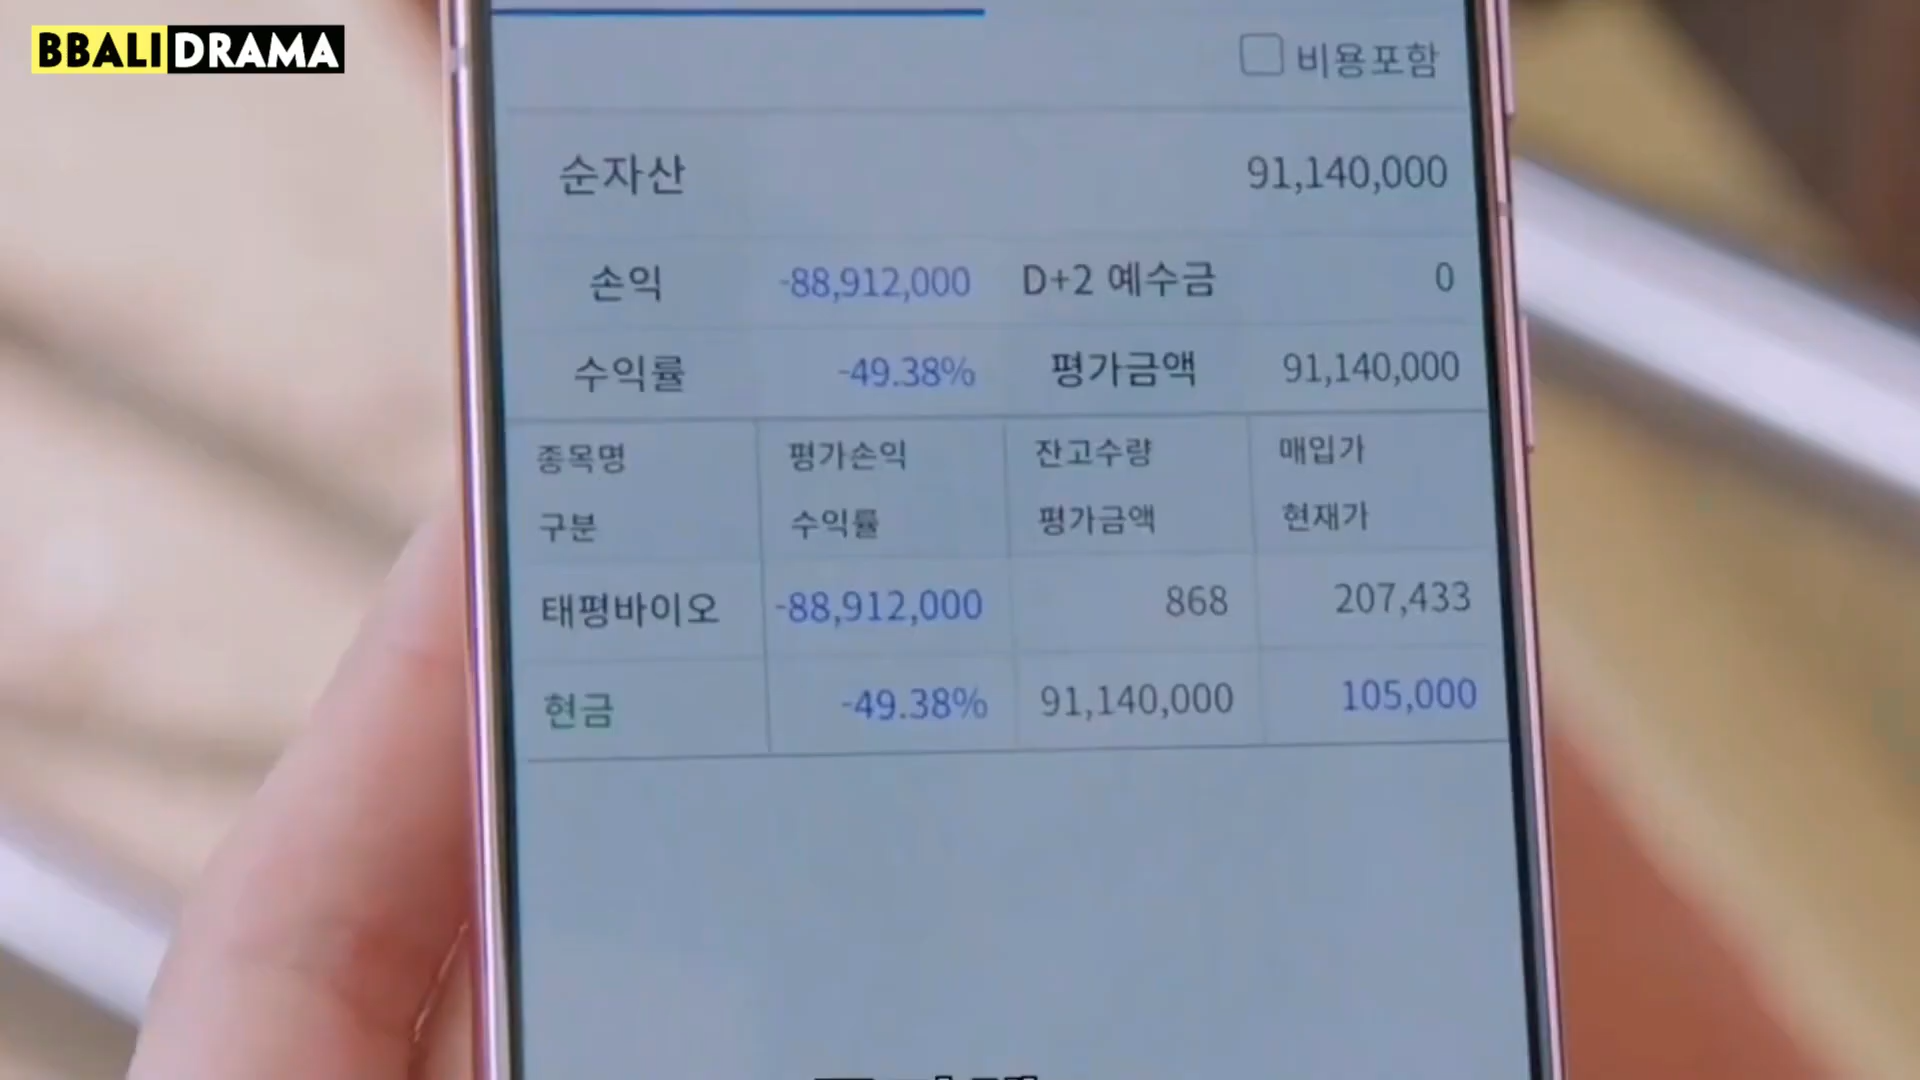 BBALI DRAMA
비용포함
순자산 91,140,000
손익 -88,912,000 D+2 예수금 0
수익률 -49.38% 평가금액 91,140,000
종목명 평가손익 잔고수량 매입가
구분 수익률 평가금액 현재가
태평바이오 -88,912,000 868 207,433
현금 -49.38% 91,140,000 105,000